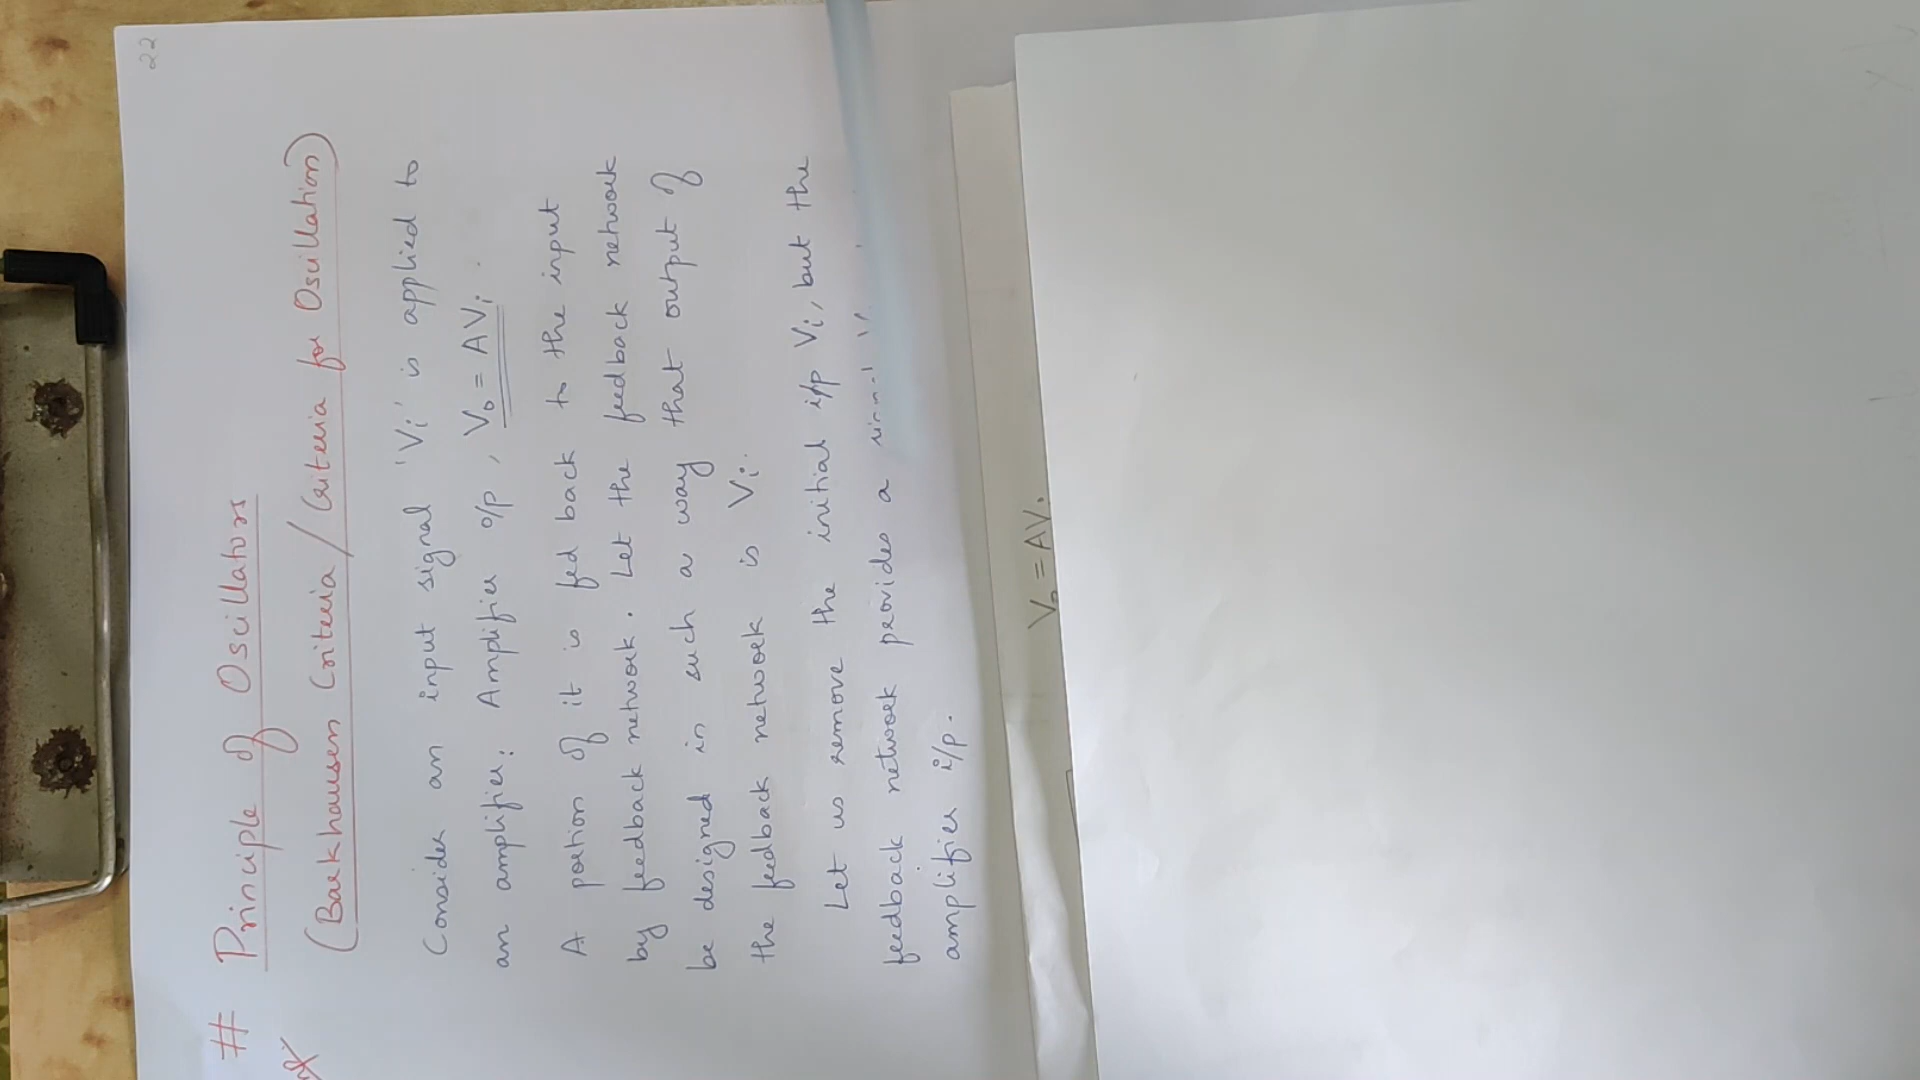 22
# Principle of Oscillators
(Barkhausen Criteria / Criteria for Oscillation)
Consider an input signal 'Vi' is applied to
an amplifier. Amplifier o/p, Vo = AVi.
A portion of it is fed back to the input
by feedback network. Let the feedback network
be designed in such a way that output of
the feedback network is Vi.
Let us remove the initial i/p Vi, but the
feedback network provides a
amplifier i/p.
Vo = AVi